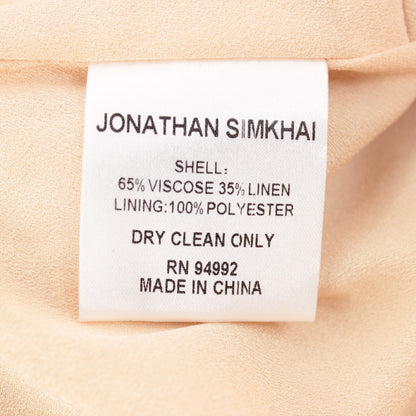 JONATHAN SIMKHAI
SHELL:
65% VISCOSE 35% LINEN
LINING:100% POLYESTER
DRY CLEAN ONLY
RN 94992
MADE IN CHINA